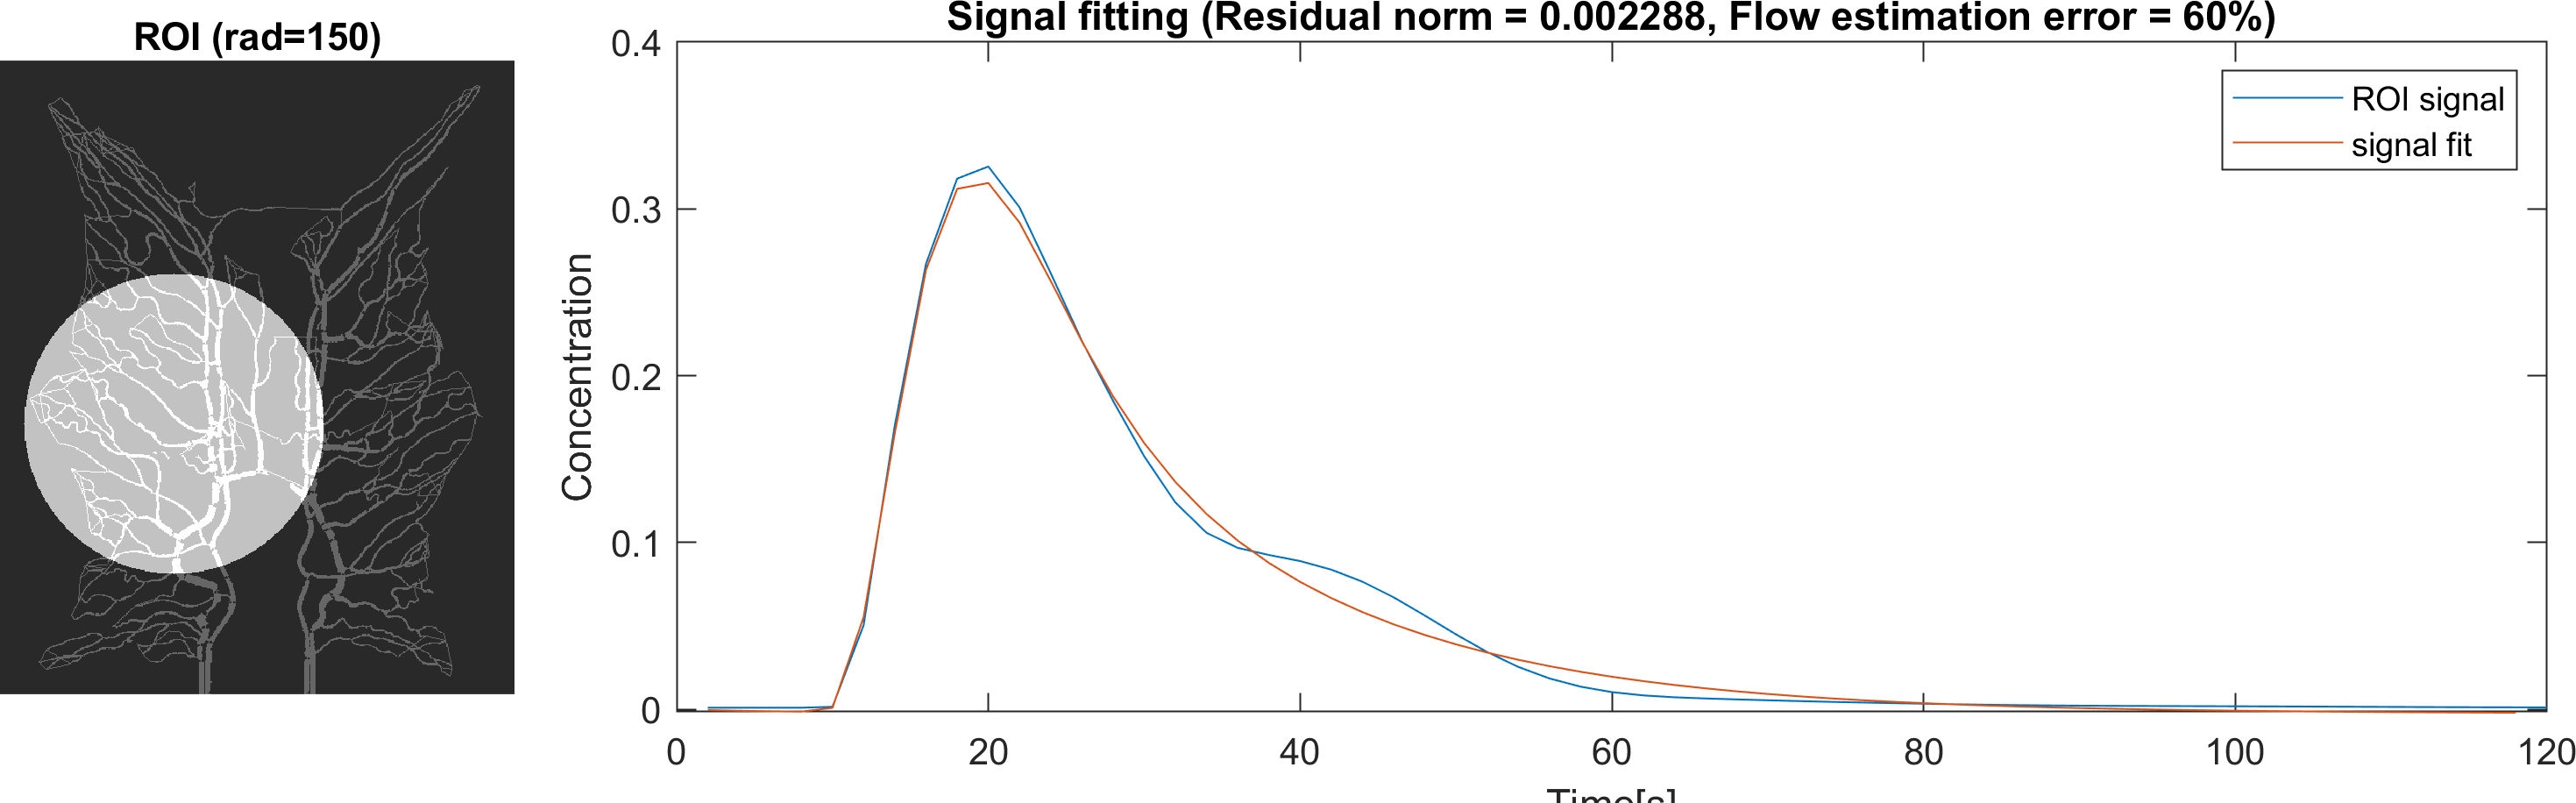 ROI (rad=150)
Signal fitting (Residual norm = 0.002288, Flow estimation error = 60%)
0.4
0.3
0.2
0.1
0
Concentration
ROI signal
signal fit
0 20 40 60 80 100 120
Time[s]